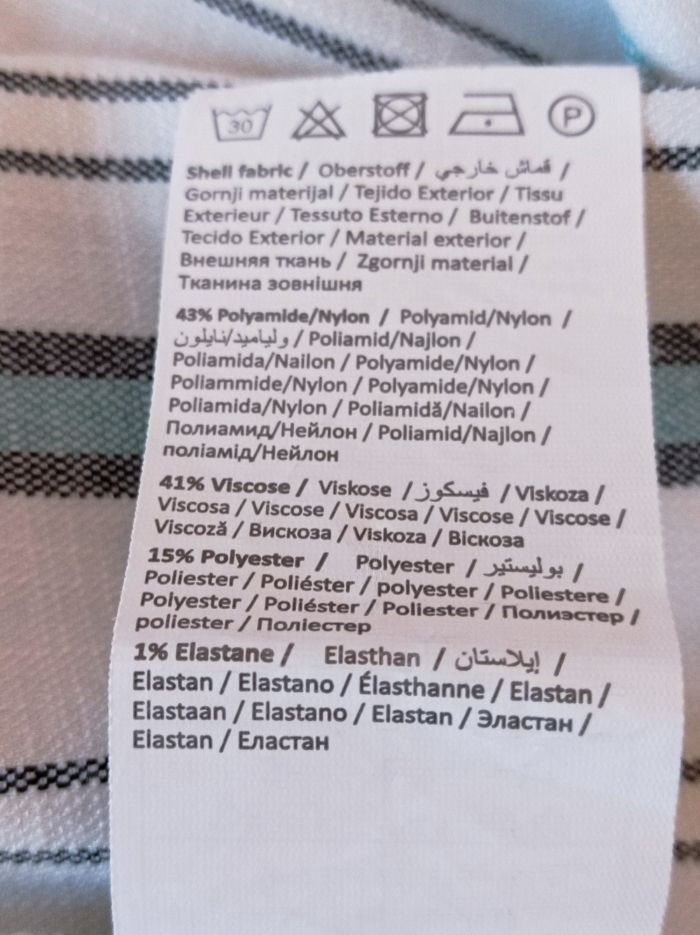 30 P
Shell fabric / Oberstoff / قماش خارجي /
Gornji materijal / Tejido Exterior / Tissu
Exterieur / Tessuto Esterno / Buitenstof /
Tecido Exterior / Material exterior /
Внешняя ткань / Zgornji material /
Тканина зовнішня
43% Polyamide/Nylon / Polyamid/Nylon /
ولياميد/نايلون / Poliamid/Najlon /
Poliamida/Nailon / Polyamide/Nylon /
Poliammide/Nylon / Polyamide/Nylon /
Poliamida/Nylon / Poliamidă/Nailon /
Полиамид/Нейлон / Poliamid/Najlon /
поліамід/Нейлон
41% Viscose / Viskose / فيسكوز / Viskoza /
Viscosa / Viscose / Viscosa / Viscose / Viscose /
Viscoză / Вискоза / Viskoza / Віскоза
15% Polyester / Polyester / بوليستير /
Poliester / Poliéster / polyester / Poliestere /
Polyester / Poliéster / Poliester / Полиэстер /
poliester / Поліестер
1% Elastane / Elasthan / إيلاستان /
Elastan / Elastano / Élasthanne / Elastan /
Elastaan / Elastano / Elastan / Эластан /
Elastan / Еластан